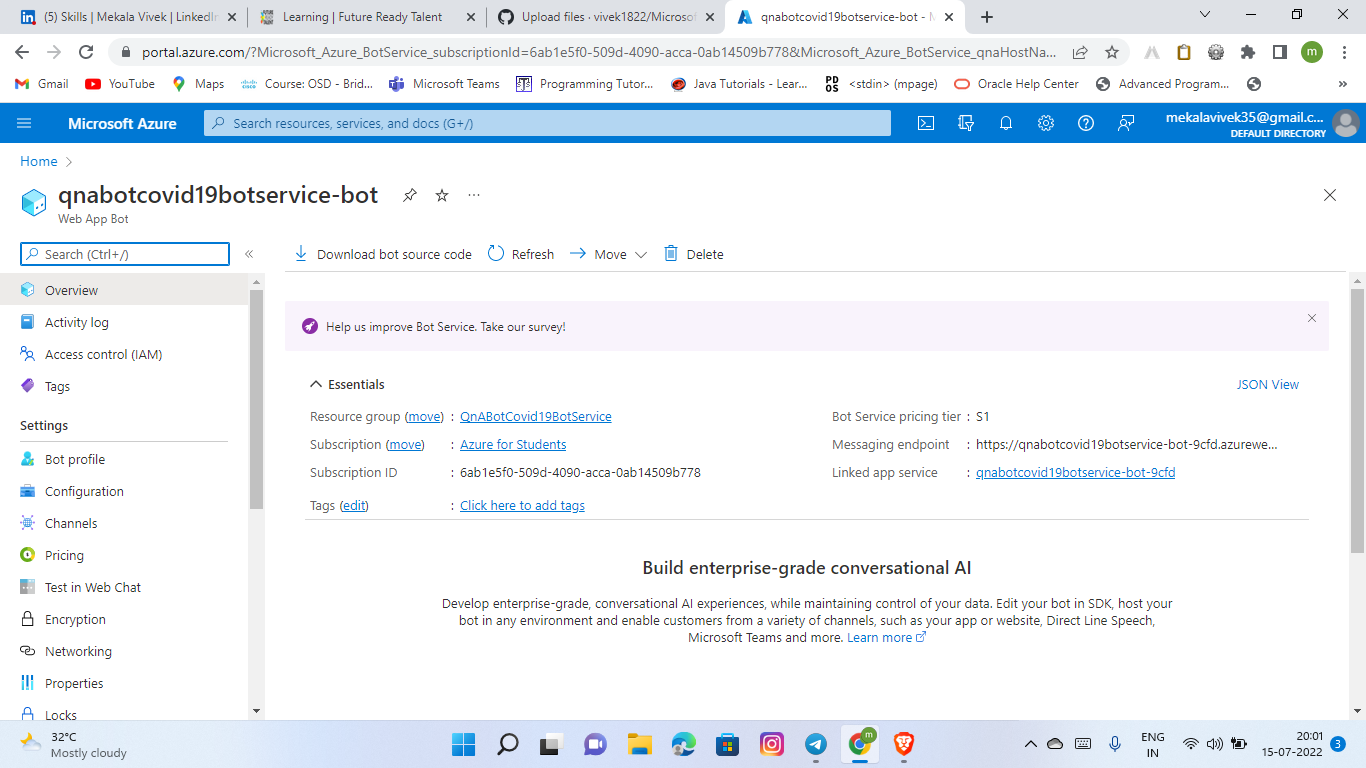 (5) Skills | Mekala Vivek | LinkedIn
Learning | Future Ready Talent
Upload files · vivek1822/Microsof
qnabotcovid19botservice-bot - M
portal.azure.com/?Microsoft_Azure_BotService_subscriptionId=6ab1e5f0-509d-4090-acca-0ab14509b778&Microsoft_Azure_BotService_qnaHostNa...
m
Gmail
YouTube
Maps
Course: OSD - Brid...
Microsoft Teams
Programming Tutor...
Java Tutorials - Lear...
<stdin> (mpage)
Oracle Help Center
Advanced Program...
»
Microsoft Azure
Search resources, services, and docs (G+/)
mekalavivek35@gmail.c...
DEFAULT DIRECTORY
Home >
qnabotcovid19botservice-bot
Web App Bot
Search (Ctrl+/)
«
Download bot source code
Refresh
Move
Delete
Overview
Activity log
Access control (IAM)
Tags
Settings
Bot profile
Configuration
Channels
Pricing
Test in Web Chat
Encryption
Networking
Properties
Locks
Help us improve Bot Service. Take our survey!
Essentials
JSON View
Resource group (move) : QnABotCovid19BotService
Subscription (move) : Azure for Students
Subscription ID : 6ab1e5f0-509d-4090-acca-0ab14509b778
Tags (edit) : Click here to add tags
Bot Service pricing tier : S1
Messaging endpoint : https://qnabotcovid19botservice-bot-9cfd.azurewe...
Linked app service : qnabotcovid19botservice-bot-9cfd
Build enterprise-grade conversational AI
Develop enterprise-grade, conversational AI experiences, while maintaining control of your data. Edit your bot in SDK, host your
bot in any environment and enable customers from a variety of channels, such as your app or website, Direct Line Speech,
Microsoft Teams and more. Learn more
32°C
Mostly cloudy
m
ENG
IN
20:01
15-07-2022
3